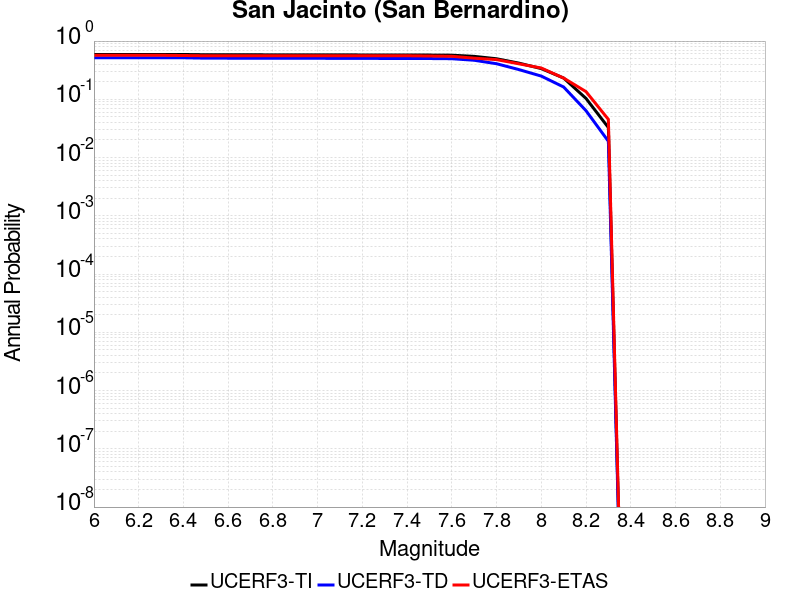 San Jacinto (San Bernardino)
10^0
10^-1
10^-2
10^-3
10^-4
10^-5
10^-6
10^-7
10^-8
Annual Probability
6 6.2 6.4 6.6 6.8 7 7.2 7.4 7.6 7.8 8 8.2 8.4 8.6 8.8 9
Magnitude
UCERF3-TI UCERF3-TD UCERF3-ETAS